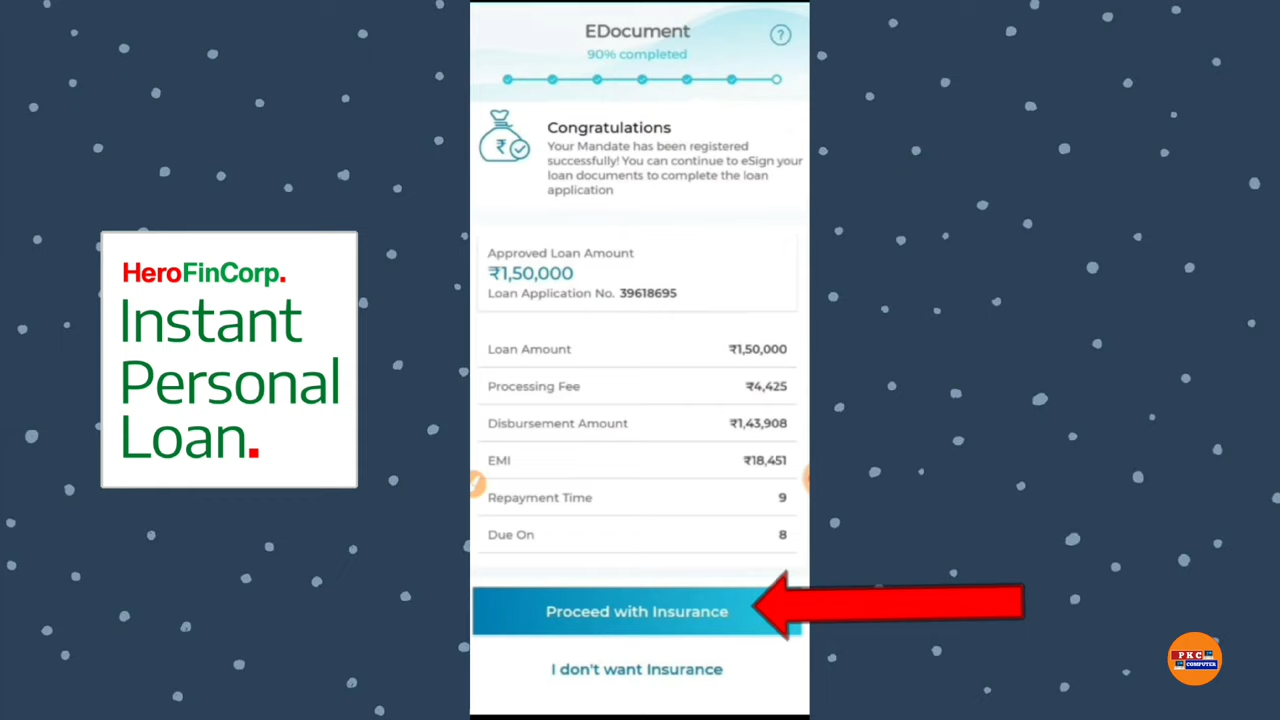 HeroFinCorp.
Instant
Personal
Loan.
EDocument
?
90% completed
Congratulations
Your Mandate has been registered
successfully! You can continue to eSign your
loan documents to complete the loan
application
₹
Approved Loan Amount
₹1,50,000
Loan Application No. 39618695
Loan Amount ₹1,50,000
Processing Fee ₹4,425
Disbursement Amount ₹1,43,908
EMI ₹18,451
Repayment Time 9
Due On 8
Proceed with Insurance
I don't want Insurance
PKC
COMPUTER